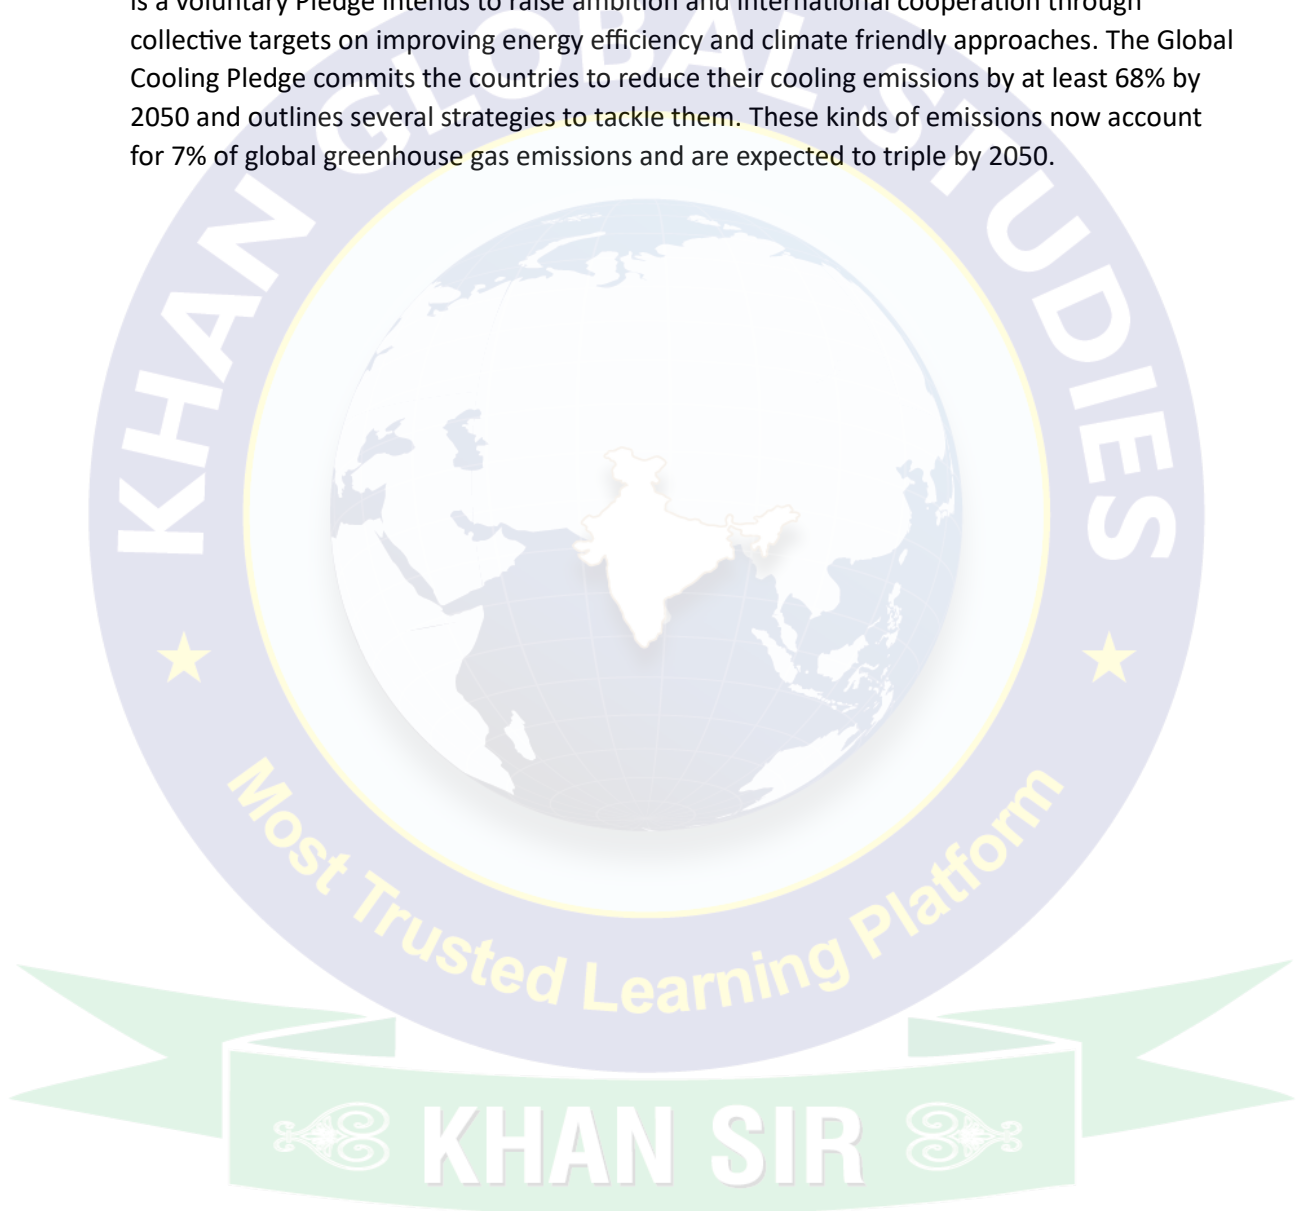 is a voluntary Pledge intends to raise ambition and international cooperation through
collective targets on improving energy efficiency and climate friendly approaches. The Global
Cooling Pledge commits the countries to reduce their cooling emissions by at least 68% by
2050 and outlines several strategies to tackle them. These kinds of emissions now account
for 7% of global greenhouse gas emissions and are expected to triple by 2050.
KHAN GLOBAL STUDIES
Most Trusted Learning Platform
KHAN SIR